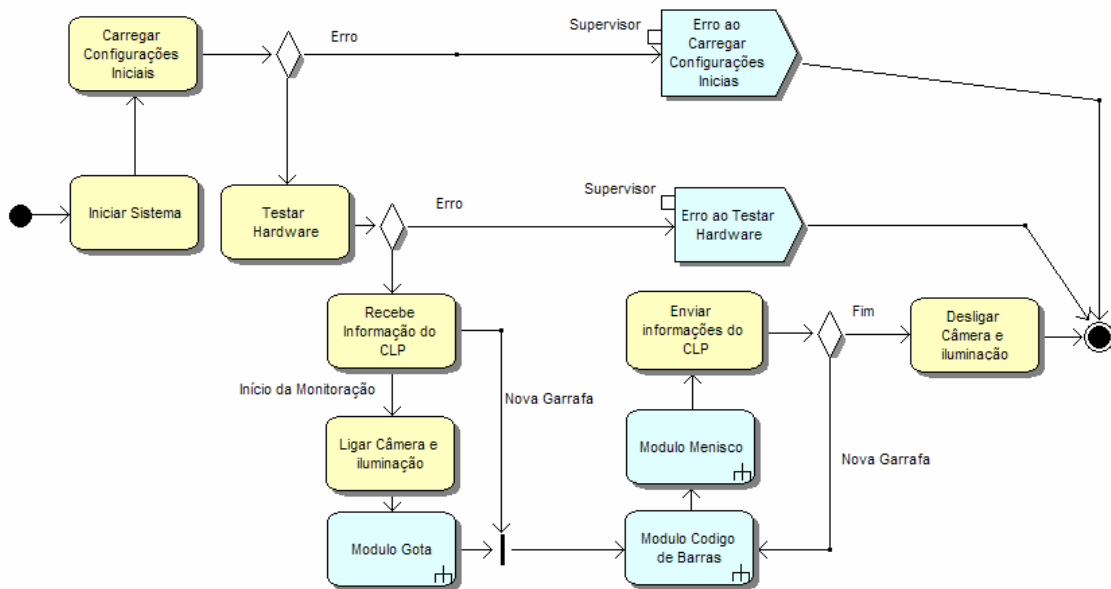 Carregar
Configurações
Iniciais
Erro
Supervisor
Erro ao
Carregar
Configurações
Inicias
Iniciar Sistema
Testar
Hardware
Erro
Supervisor
Erro ao Testar
Hardware
Recebe
Informação do
CLP
Enviar
informações do
CLP
Fim
Desligar
Câmera e
iluminação
Início da Monitoração
Nova Garrafa
Ligar Câmera e
iluminação
Modulo Menisco
Nova Garrafa
Modulo Gota
Modulo Codigo
de Barras